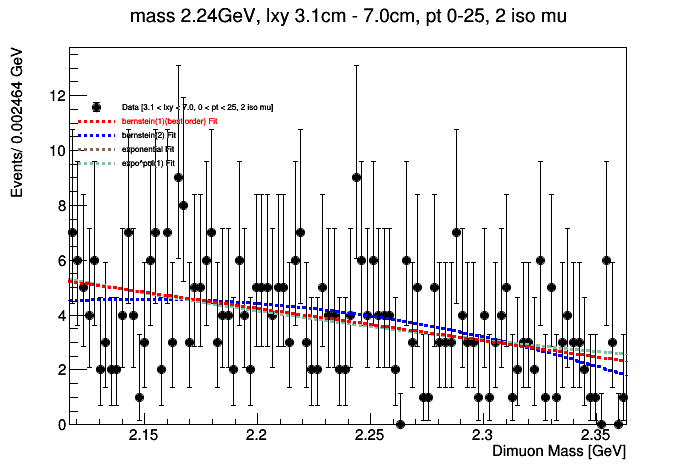 mass 2.24GeV, lxy 3.1cm - 7.0cm, pt 0-25, 2 iso mu
Events/ 0.002464 GeV
12
10
8
6
4
2
0
Data [3.1 < lxy < 7.0, 0 < pt < 25, 2 iso mu]
bernstein(1)(best order) Fit
bernstein(2) Fit
exponential Fit
expo*pol(1) Fit
2.15 2.2 2.25 2.3 2.35
Dimuon Mass [GeV]